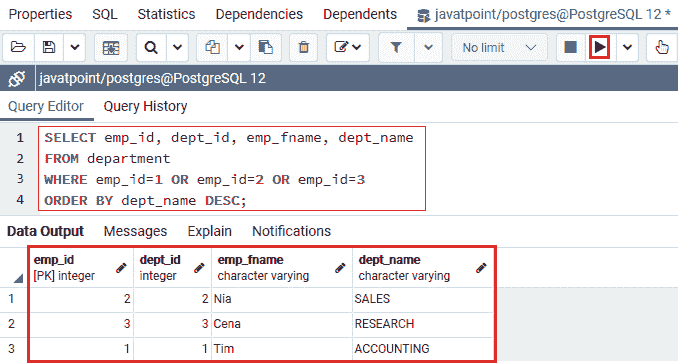 Properties SQL Statistics Dependencies Dependents javatpoint/postgres@PostgreSQL 12 *
No limit
javatpoint/postgres@PostgreSQL 12
Query Editor Query History
1 SELECT emp_id, dept_id, emp_fname, dept_name
2 FROM department
3 WHERE emp_id=1 OR emp_id=2 OR emp_id=3
4 ORDER BY dept_name DESC;
Data Output Messages Explain Notifications
emp_id dept_id emp_fname dept_name
[PK] integer integer character varying character varying
1 2 2 Nia SALES
2 3 3 Cena RESEARCH
3 1 1 Tim ACCOUNTING